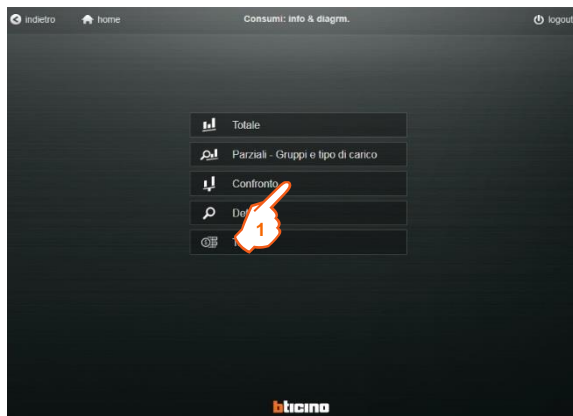 indietro home Consumi: info & diagrm. logout
Totale
Parziali - Gruppi e tipo di carico
Confronto
1
bticino